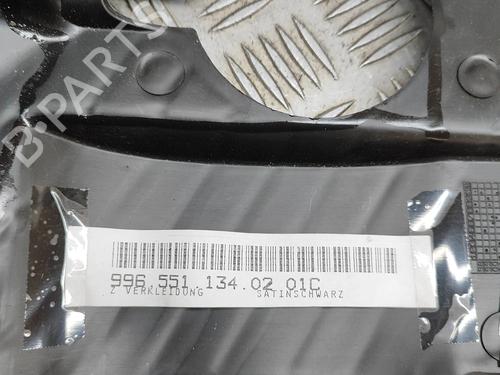 B-PARTS
996.551.134.02 01C
Z VERKLEIDUNG SATINSCHWARZ